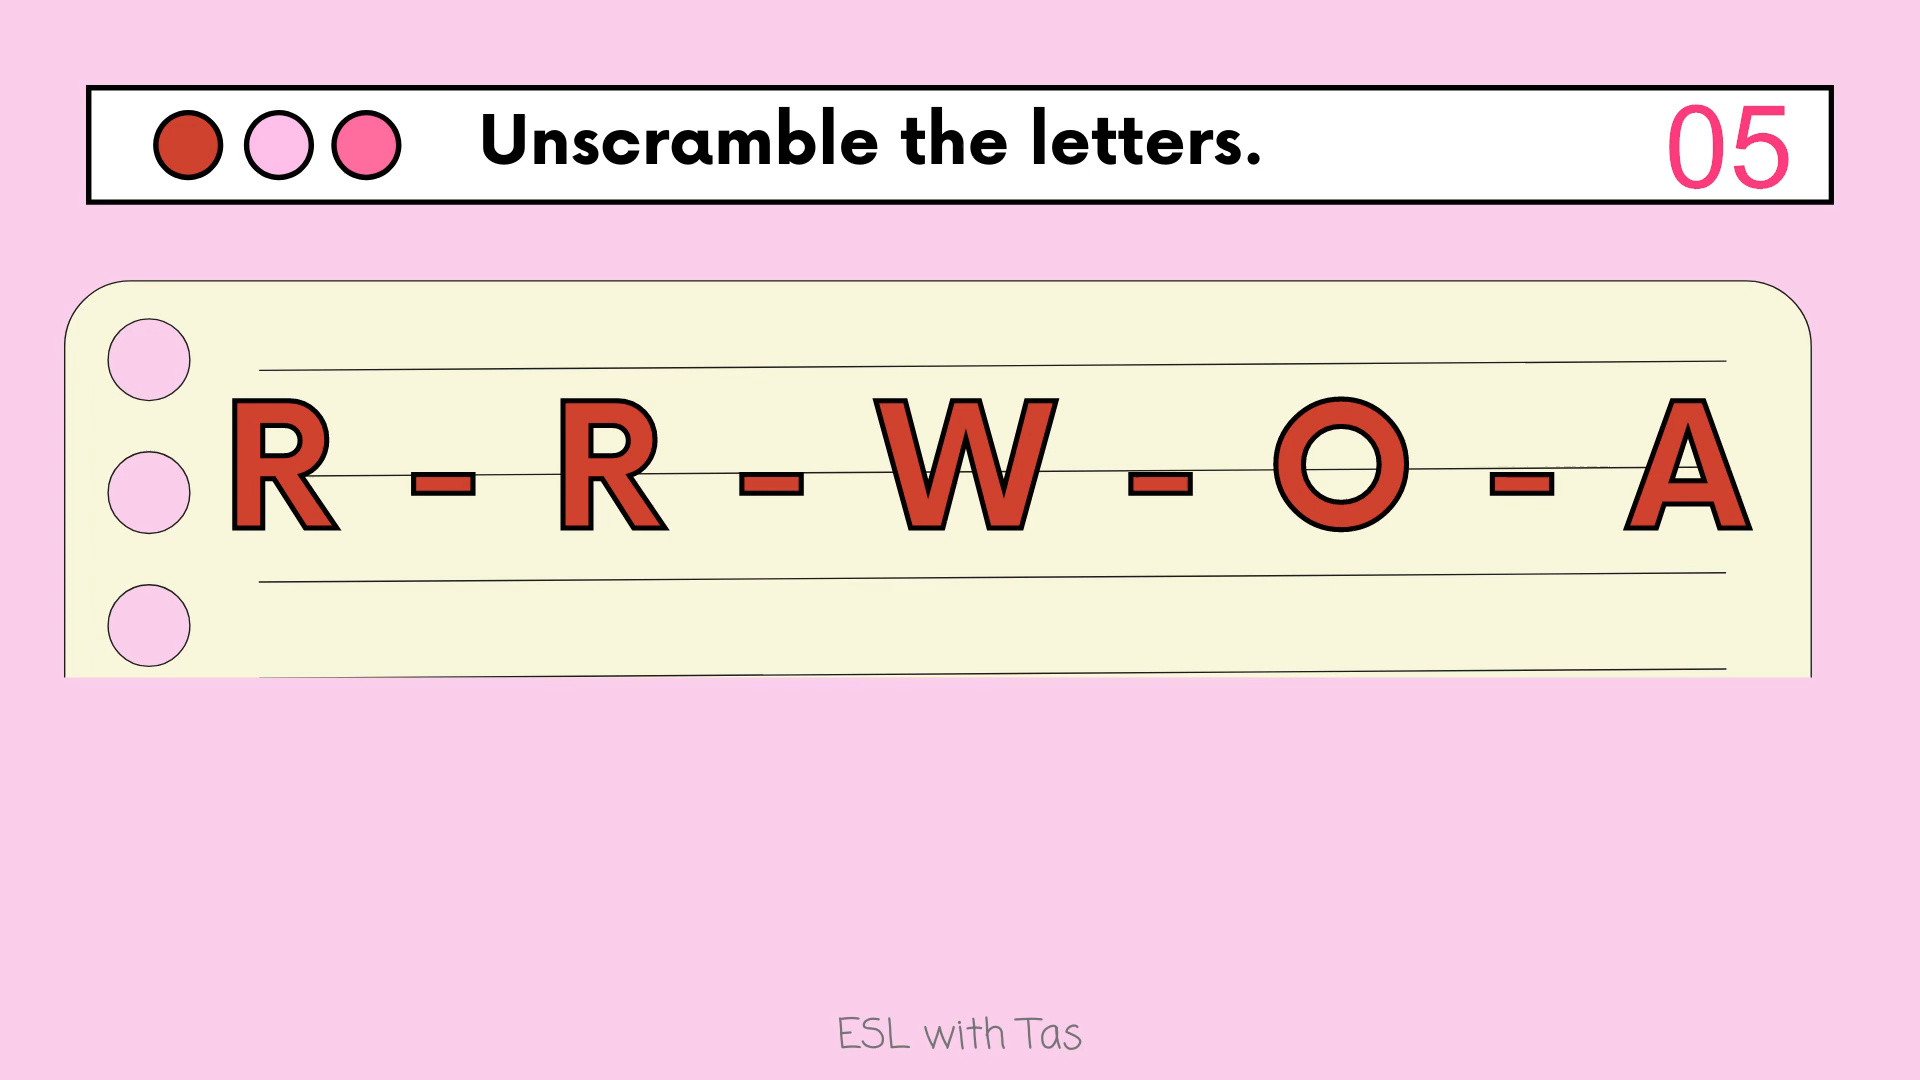 Unscramble the letters.
05
R - R - W - O - A
ESL with Tas